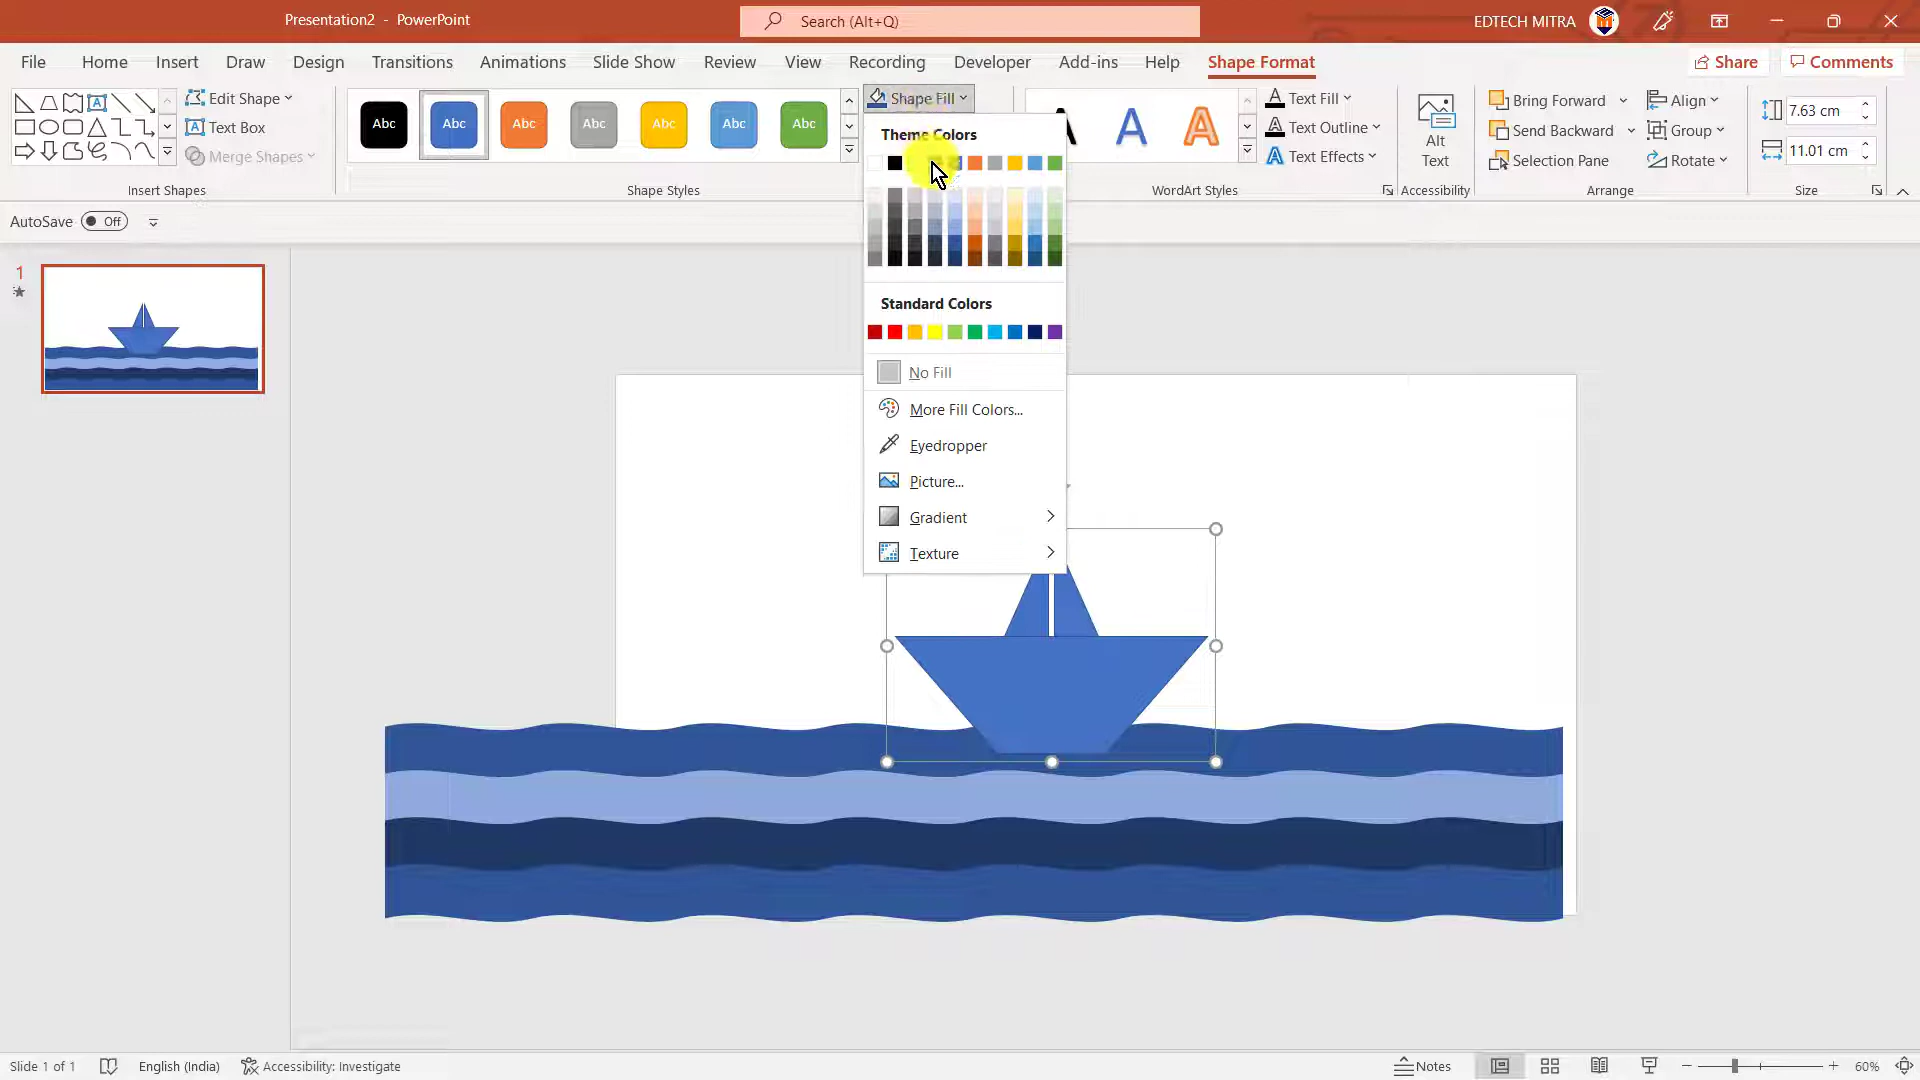 Presentation2 - PowerPoint
Search (Alt+Q)
EDTECH MITRA
File Home Insert Draw Design Transitions Animations Slide Show Review View Recording Developer Add-ins Help Shape Format
Share
Comments
Edit Shape
Text Box
Merge Shapes
Insert Shapes
Abc Abc Abc Abc Abc Abc Abc
Shape Styles
Shape Fill
Theme Colors
Standard Colors
No Fill
More Fill Colors...
Eyedropper
Picture...
Gradient
Texture
A A
Text Fill
Text Outline
Text Effects
WordArt Styles
Alt
Text
Accessibility
Bring Forward
Send Backward
Selection Pane
Align
Group
Rotate
Arrange
7.63 cm
11.01 cm
Size
AutoSave Off
1
Slide 1 of 1 English (India) Accessibility: Investigate
Notes
60%